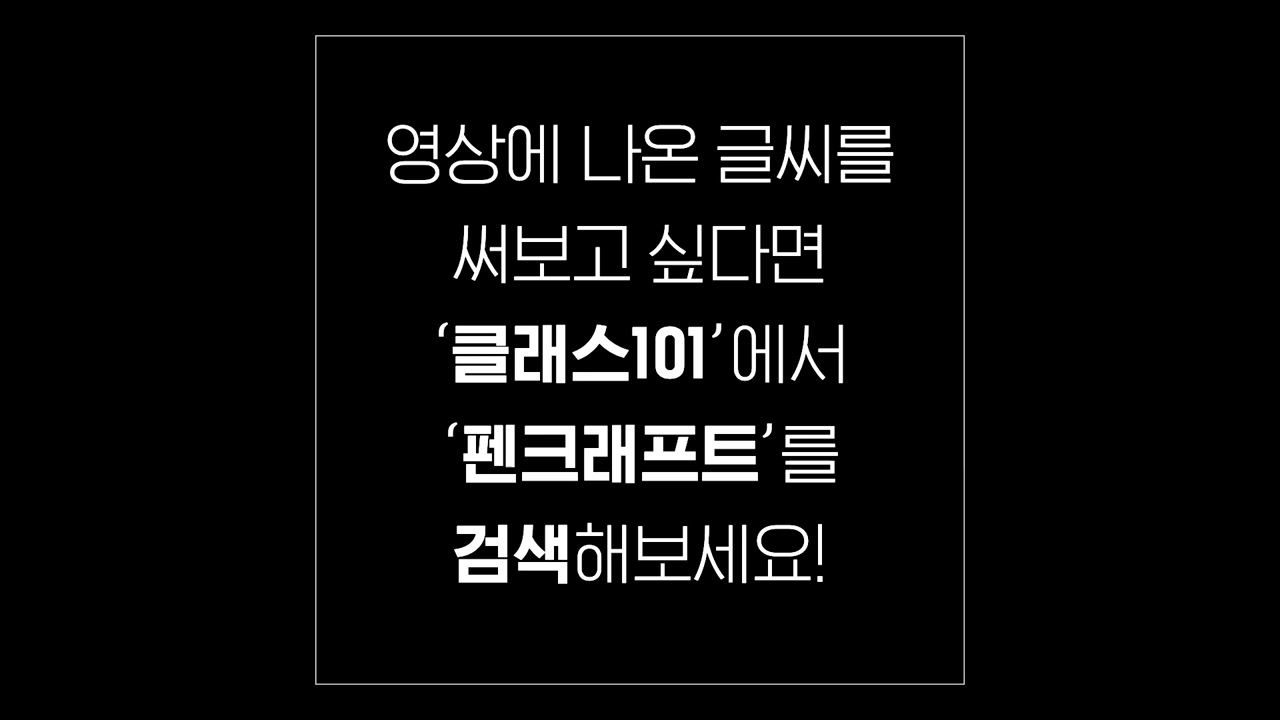 영상에 나온 글씨를
써보고 싶다면
‘클래스101’에서
‘펜크래프트’를
검색해보세요!